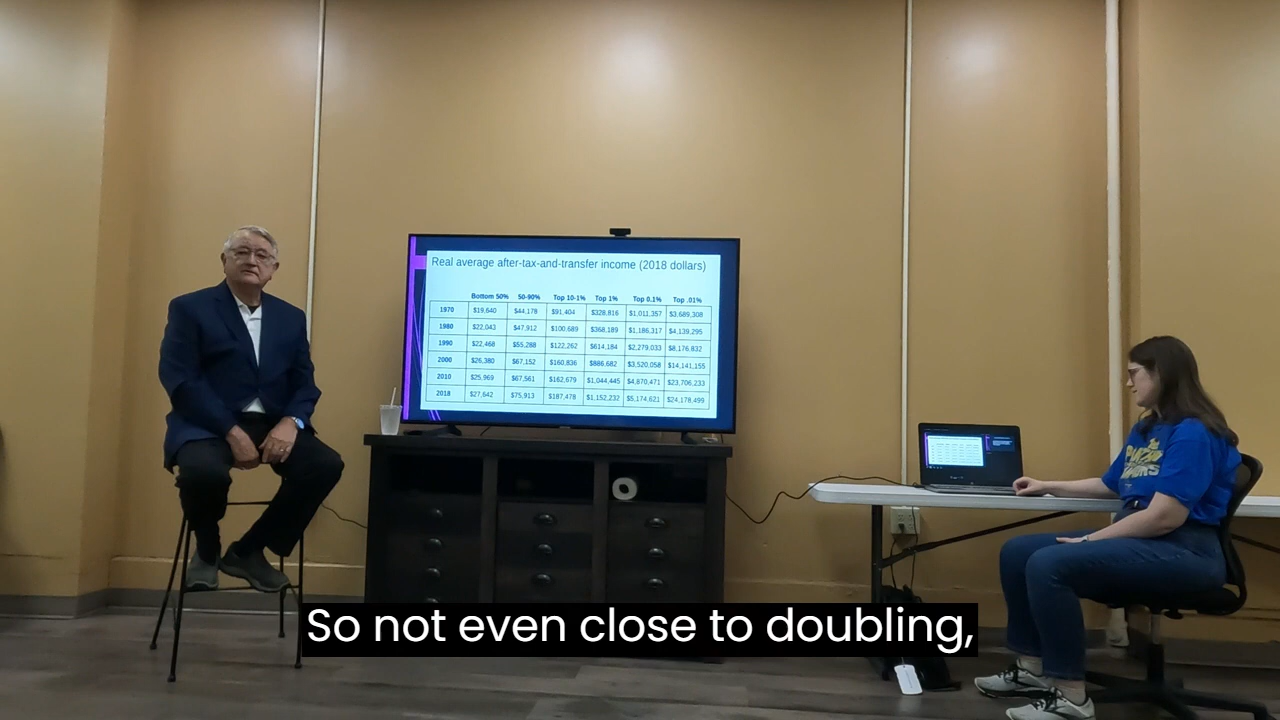 Real average after-tax-and-transfer income (2018 dollars)
Bottom 50% 50-90% Top 10-1% Top 1% Top 0.1% Top .01%
1970 $19,640 $44,178 $91,404 $328,816 $1,011,357 $3,689,308
1980 $22,043 $47,912 $100,689 $368,189 $1,186,317 $4,139,295
1990 $22,468 $55,288 $122,262 $614,184 $2,279,033 $8,176,832
2000 $26,380 $67,152 $160,836 $886,682 $3,520,058 $14,141,155
2010 $25,969 $67,561 $162,679 $1,044,445 $4,870,471 $23,706,233
2018 $27,642 $75,913 $187,478 $1,152,232 $5,174,621 $24,178,499
So not even close to doubling,